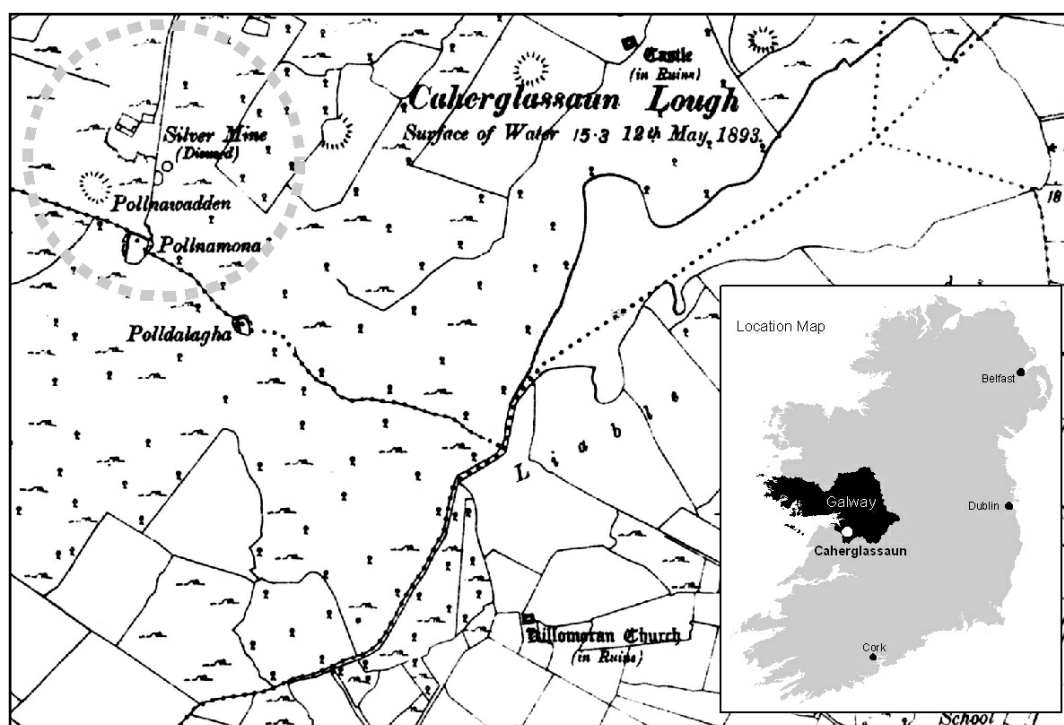 Castle
(in Ruins)
Caherglassaun Lough
Surface of Water 15·3 12th May, 1893.
Silver Mine
(Disused)
Pollnawadden
Pollnamona
Polldalagha
18
L i a b l e
Killomoran Church
(in Ruins)
School
Location Map
Belfast
Galway
Dublin
Caherglassaun
Cork